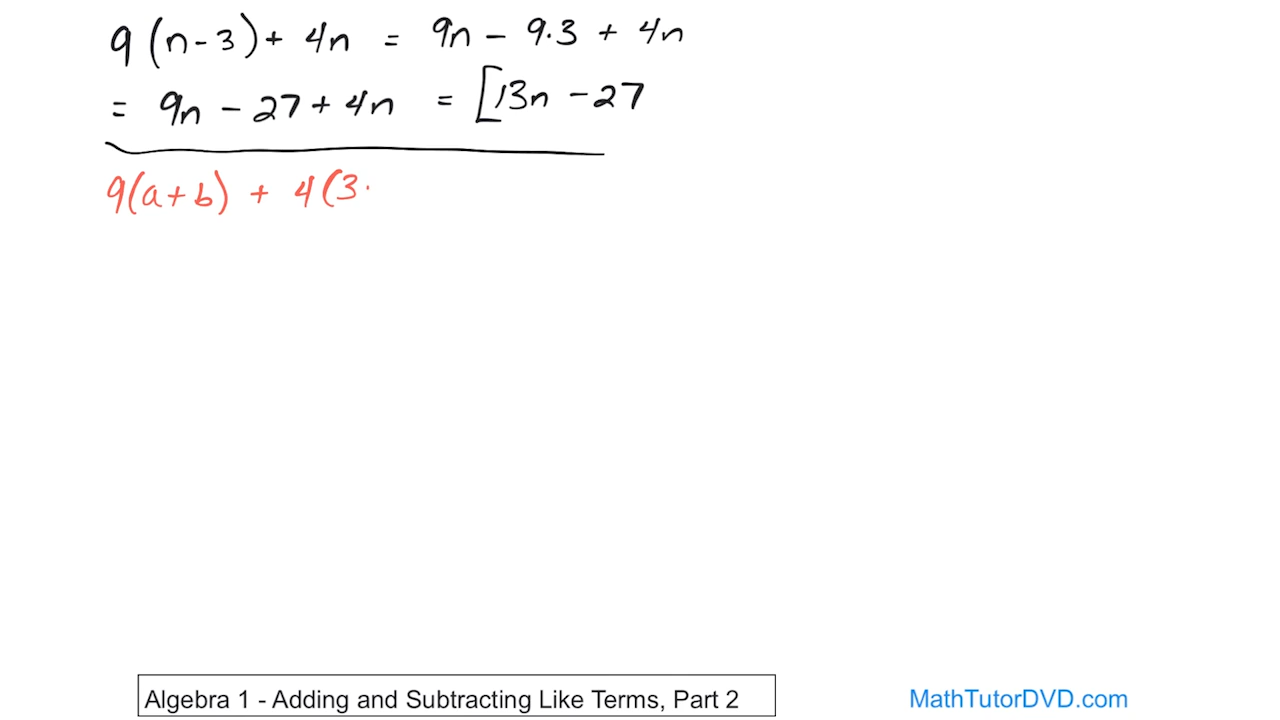 9(n-3)+ 4n = 9n - 9·3 + 4n
= 9n - 27 + 4n = [13n - 27
9(a+b) + 4(3·
Algebra 1 - Adding and Subtracting Like Terms, Part 2
MathTutorDVD.com